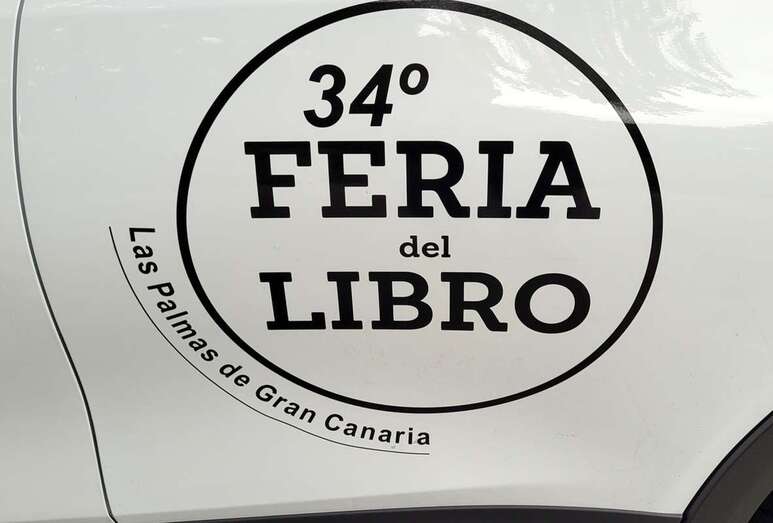 34º
FERIA
del
LIBRO
Las Palmas de Gran Canaria